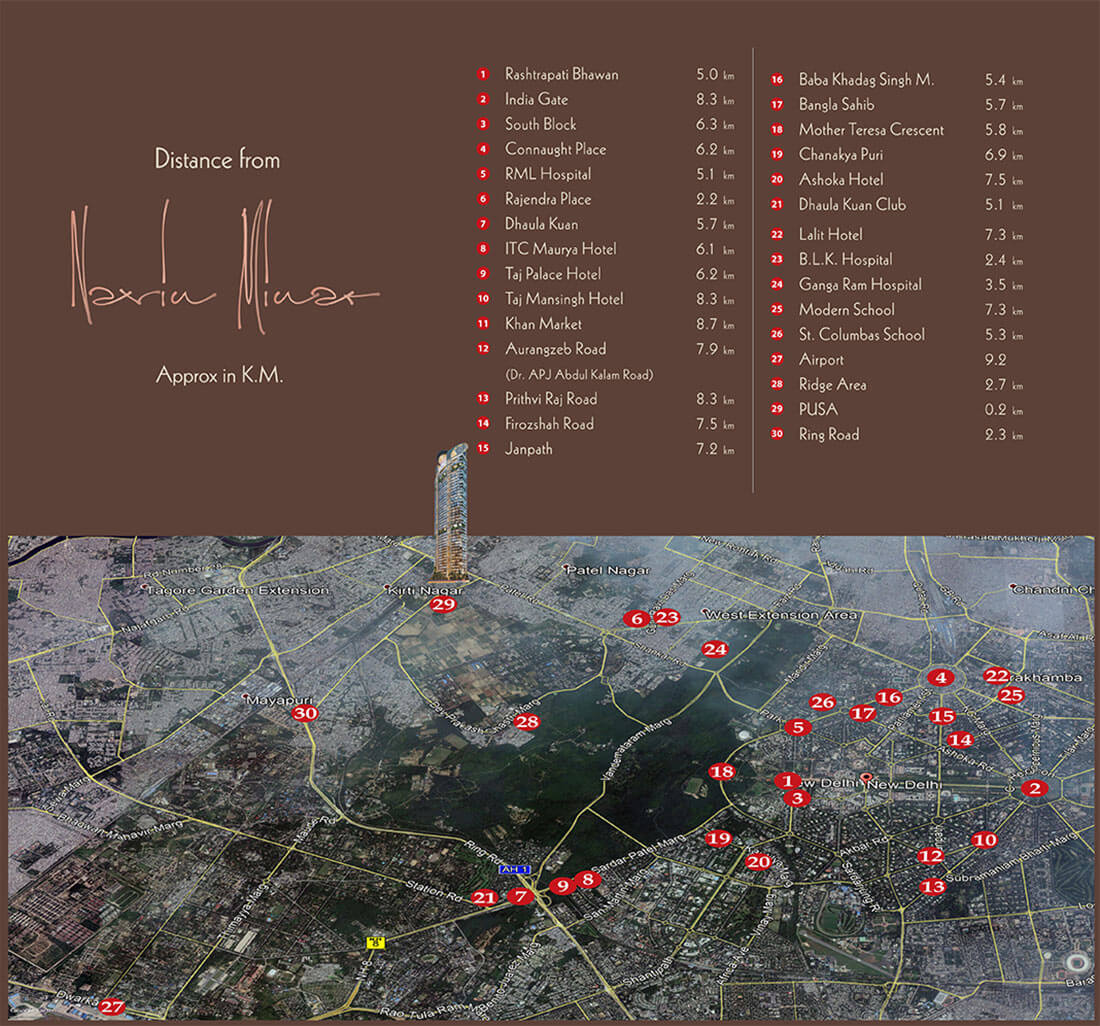 Distance from
Navin Minar
Approx in K.M.
1 Rashtrapati Bhawan 5.0 km
2 India Gate 8.3 km
3 South Block 6.3 km
4 Connaught Place 6.2 km
5 RML Hospital 5.1 km
6 Rajendra Place 2.2 km
7 Dhaula Kuan 5.7 km
8 ITC Maurya Hotel 6.1 km
9 Taj Palace Hotel 6.2 km
10 Taj Mansingh Hotel 8.3 km
11 Khan Market 8.7 km
12 Aurangzeb Road 7.9 km
(Dr. APJ Abdul Kalam Road)
13 Prithvi Raj Road 8.3 km
14 Firozshah Road 7.5 km
15 Janpath 7.2 km
16 Baba Khadag Singh M. 5.4 km
17 Bangla Sahib 5.7 km
18 Mother Teresa Crescent 5.8 km
19 Chanakya Puri 6.9 km
20 Ashoka Hotel 7.5 km
21 Dhaula Kuan Club 5.1 km
22 Lalit Hotel 7.3 km
23 B.L.K. Hospital 2.4 km
24 Ganga Ram Hospital 3.5 km
25 Modern School 7.3 km
26 St. Columbas School 5.3 km
27 Airport 9.2
28 Ridge Area 2.7 km
29 PUSA 0.2 km
30 Ring Road 2.3 km
Patel Nagar
Tagore Garden Extension
Kirti Nagar
Chandni Ch
29
6
23
West Extension Area
Shankar Rd
24
4
22
rakhamba
25
Mayapuri
30
28
26
16
17
15
5
14
Ashoka Rd
Vandemataram Marg
18
1
New Delhi
3
2
Bhagwan Mahavir Marg
19
20
Akbar Rd
12
10
13
Subramaniam Bharti Marg
Ring Rd
AH 1
Sardar Patel Marg
Station Rd
21
7
9
8
San Martin Marg
Shantipath
8
Dwarka
27
Rao Tula Ram